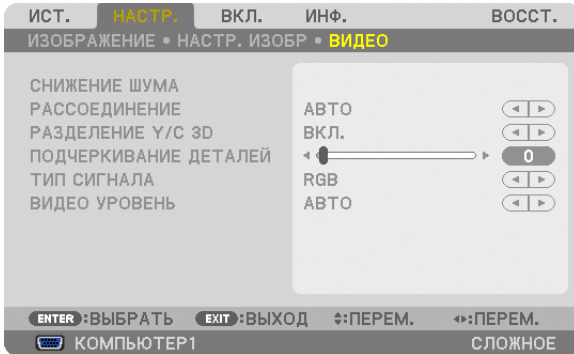 ИСТ. НАСТР. ВКЛ. ИНФ. ВОССТ.
ИЗОБРАЖЕНИЕ • НАСТР. ИЗОБР • ВИДЕО
СНИЖЕНИЕ ШУМА
РАССОЕДИНЕНИЕ АВТО
РАЗДЕЛЕНИЕ Y/C 3D ВКЛ.
ПОДЧЕРКИВАНИЕ ДЕТАЛЕЙ 0
ТИП СИГНАЛА RGB
ВИДЕО УРОВЕНЬ АВТО
ENTER :ВЫБРАТЬ EXIT :ВЫХОД :ПЕРЕМ. :ПЕРЕМ.
КОМПЬЮТЕР1 СЛОЖНОЕ